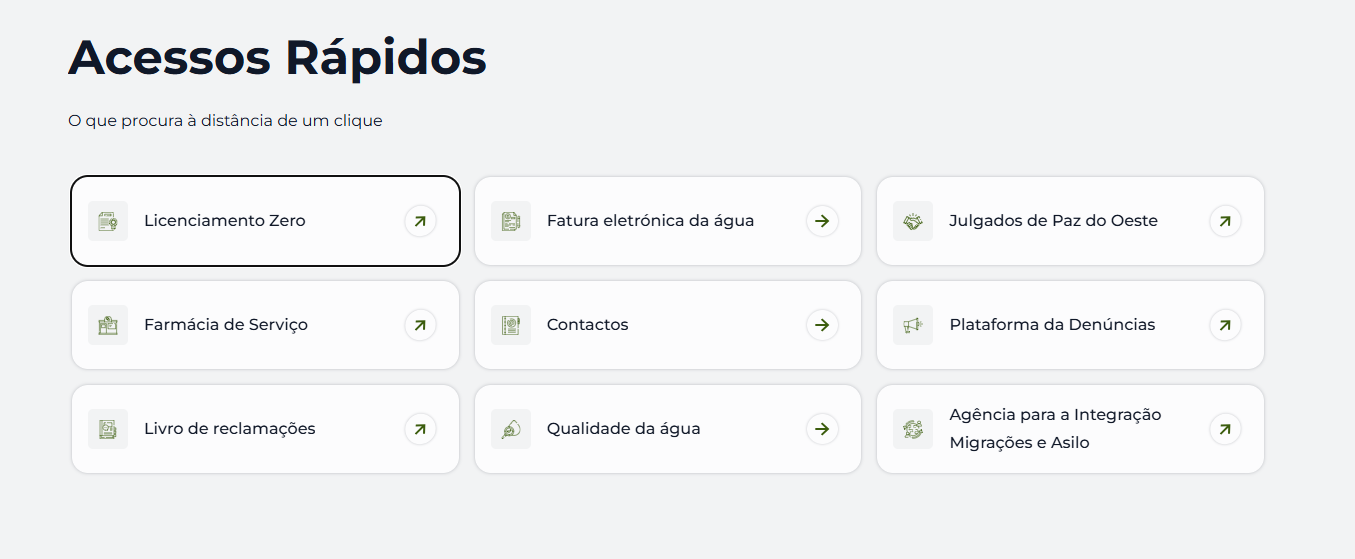 Acessos Rápidos
O que procura à distância de um clique
Licenciamento Zero
Fatura eletrónica da água
Julgados de Paz do Oeste
Farmácia de Serviço
Contactos
Plataforma da Denúncias
Livro de reclamações
Qualidade da água
Agência para a Integração
Migrações e Asilo